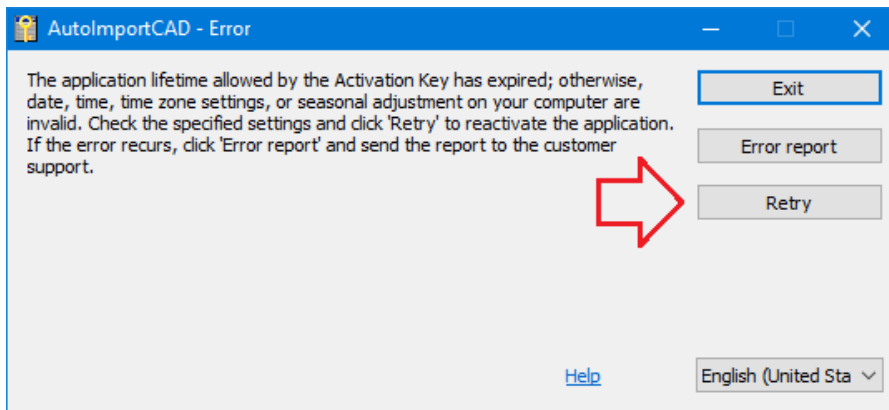 AutoImportCAD - Error
The application lifetime allowed by the Activation Key has expired; otherwise,
date, time, time zone settings, or seasonal adjustment on your computer are
invalid. Check the specified settings and click 'Retry' to reactivate the application.
If the error recurs, click 'Error report' and send the report to the customer
support.
Exit
Error report
Retry
Help
English (United Sta